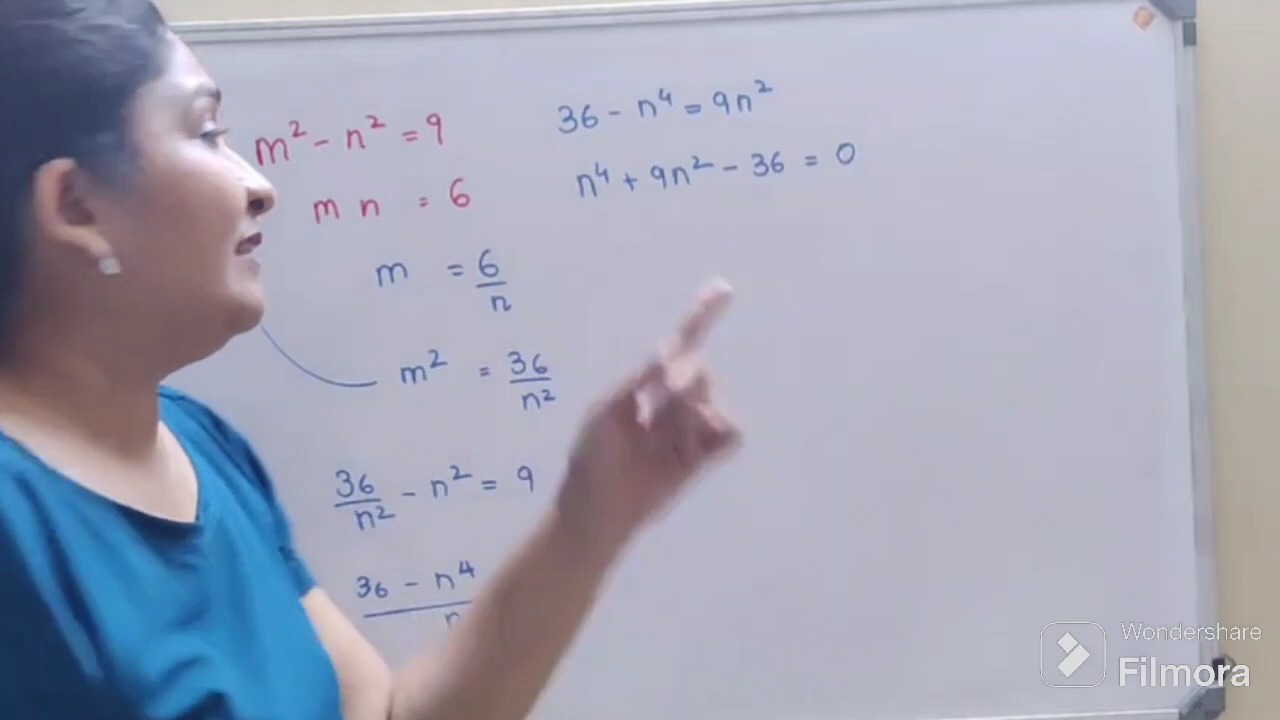 m² - n² = 9
m n = 6
m = 6/n
m² = 36/n²
36/n² - n² = 9
36 - n⁴
n
36 - n⁴ = 9n²
n⁴ + 9n² - 36 = 0
Wondershare
Filmora